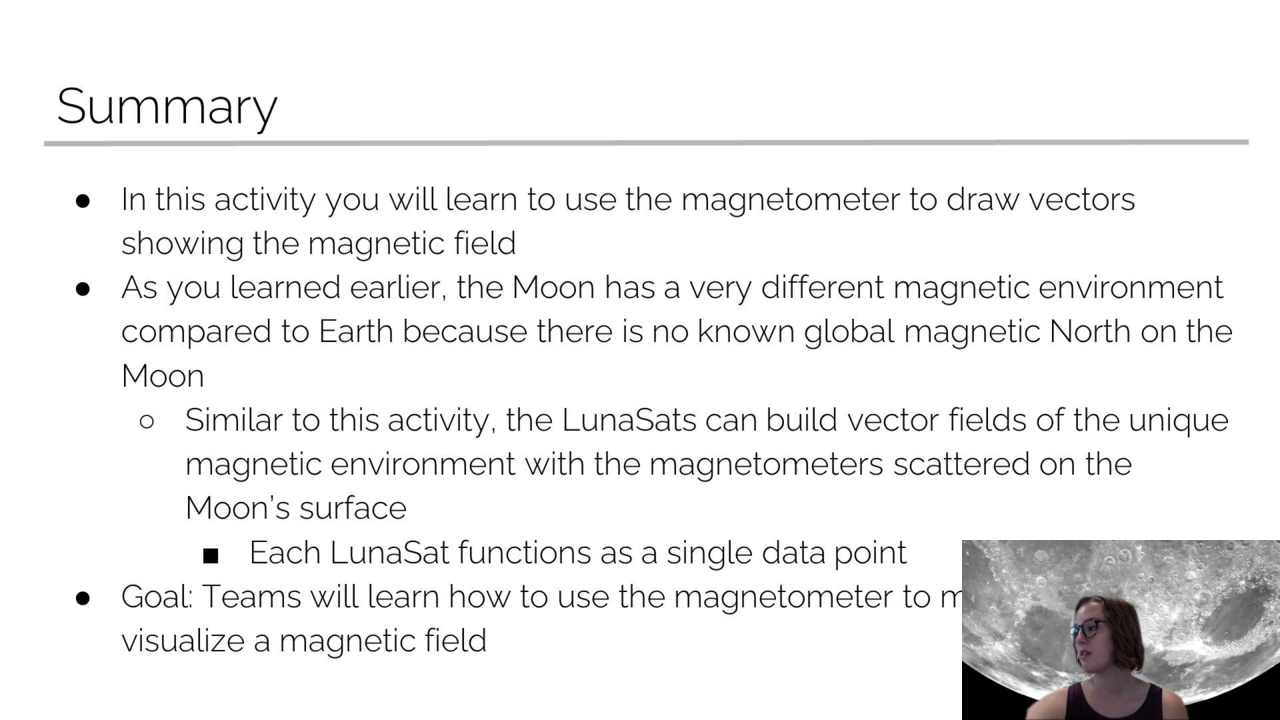 Summary
● In this activity you will learn to use the magnetometer to draw vectors
showing the magnetic field
● As you learned earlier, the Moon has a very different magnetic environment
compared to Earth because there is no known global magnetic North on the
Moon
○ Similar to this activity, the LunaSats can build vector fields of the unique
magnetic environment with the magnetometers scattered on the
Moon's surface
■ Each LunaSat functions as a single data point
● Goal: Teams will learn how to use the magnetometer to
visualize a magnetic field